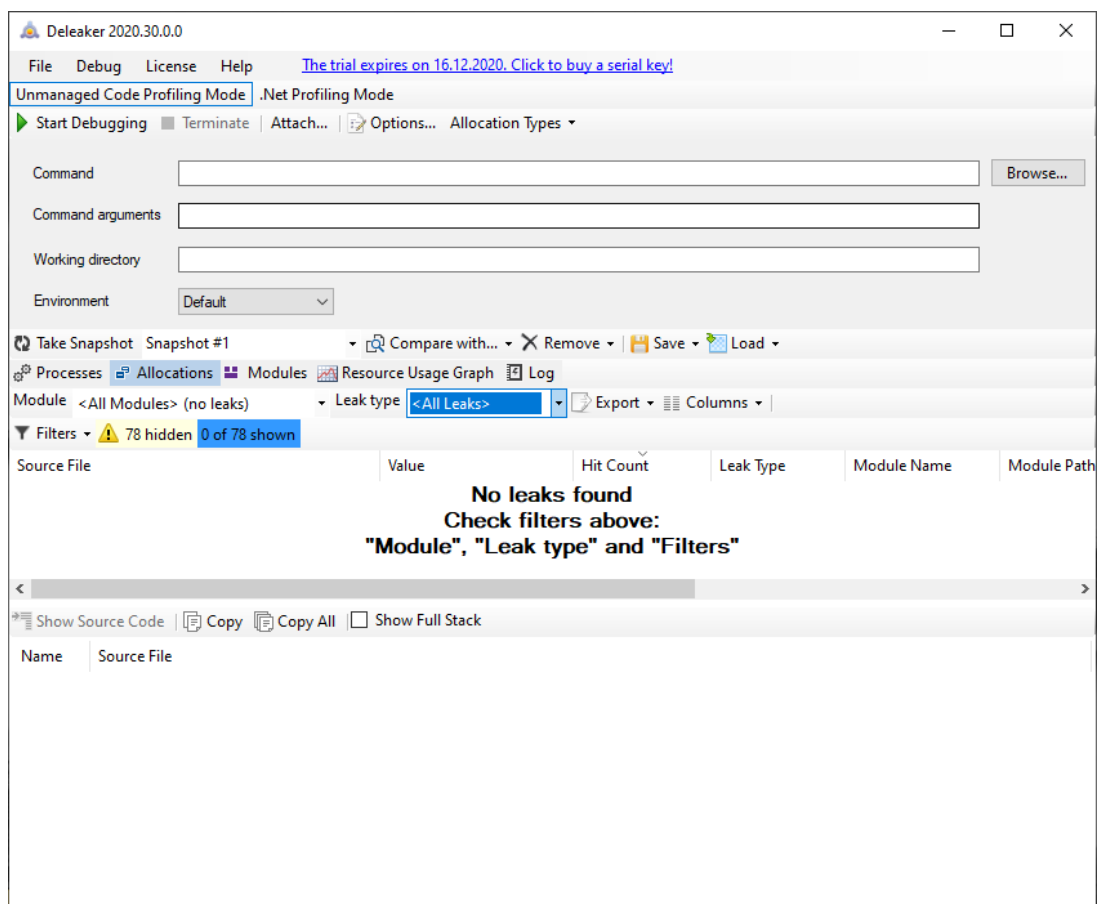 Deleaker 2020.30.0.0
File Debug License Help The trial expires on 16.12.2020. Click to buy a serial key!
Unmanaged Code Profiling Mode .Net Profiling Mode
Start Debugging Terminate Attach... Options... Allocation Types
Command Browse...
Command arguments
Working directory
Environment Default
Take Snapshot Snapshot #1 Compare with... Remove Save Load
Processes Allocations Modules Resource Usage Graph Log
Module <All Modules> (no leaks) Leak type <All Leaks> Export Columns
Filters 78 hidden 0 of 78 shown
Source File Value Hit Count Leak Type Module Name Module Path
No leaks found
Check filters above:
"Module", "Leak type" and "Filters"
Show Source Code Copy Copy All Show Full Stack
Name Source File